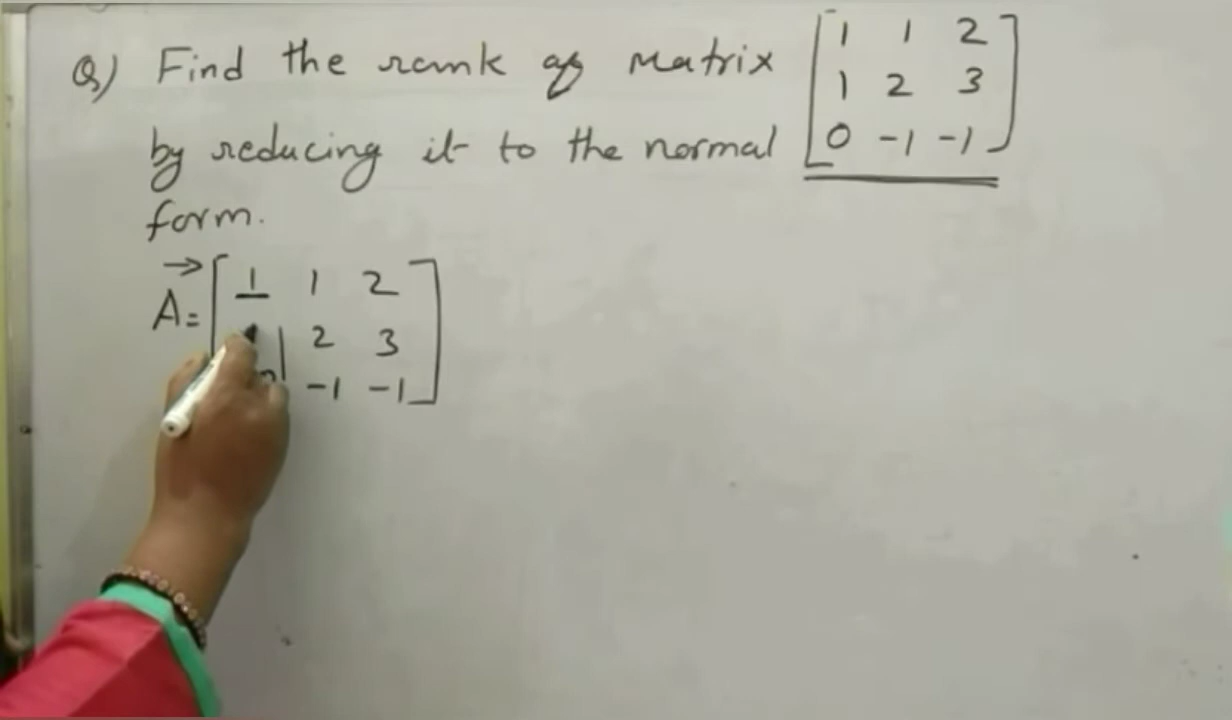 Q) Find the rank of Matrix [1 1 2
1 2 3
by reducing it to the normal 0 -1 -1]
form.
→
A = [1 1 2
2 3
-1 -1]